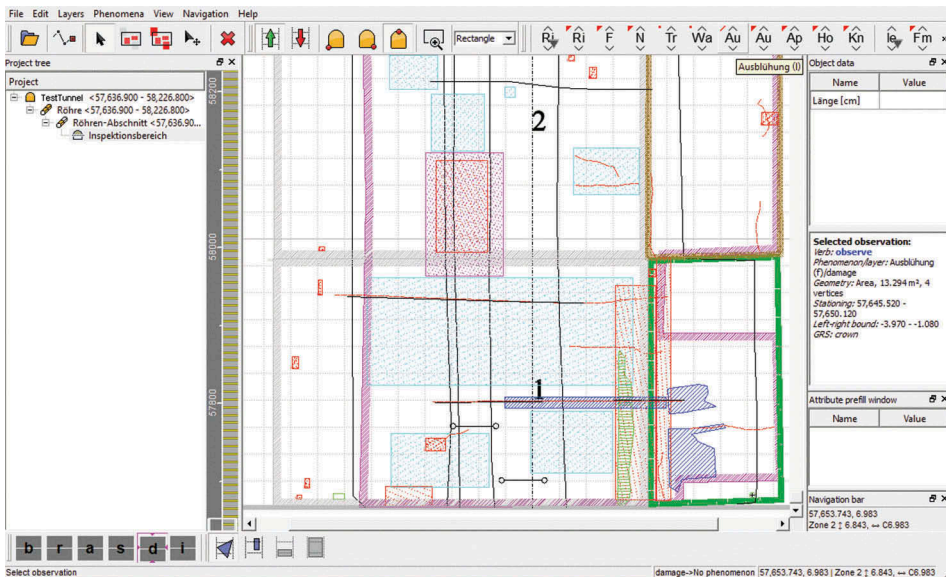 File Edit Layers Phenomena View Navigation Help
Rectangle
Ri Ri F N Tr Wa Au Au Ap Ho Kn Ie Fm »
Project tree
Project
TestTunnel <57,636.900 - 58,226.800>
Röhre <57,636.900 - 58,226.800>
Röhren-Abschnitt <57,636.90...
Inspektionsbereich
58200
58000
57800
2
1
Ausblühung (l)
Object data
Name Value
Länge [cm]
Selected observation:
Verb: observe
Phenomenon/layer: Ausblühung
(f)/damage
Geometry: Area, 13.294 m², 4
vertices
Stationing: 57,645.520 -
57,650.120
Left-right bound: -3.970 - -1.080
GRS: crown
Attribute prefill window
Name Value
Navigation bar
57,653.743, 6.983
Zone 2 ↕ 6.843, ↔ C6.983
b r a s d i
Select observation
damage->No phenomenon 57,653.743, 6.983 | Zone 2 ↕ 6.843, ↔ C6.983